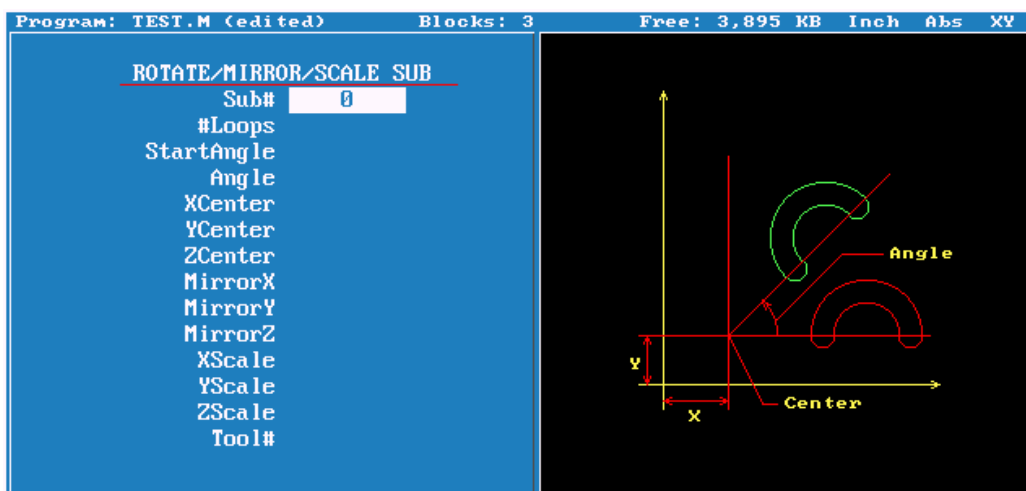 Program: TEST.M (edited) Blocks: 3 Free: 3,895 KB Inch Abs XY
ROTATE/MIRROR/SCALE SUB
Sub# 0
#Loops
StartAngle
Angle
XCenter
YCenter
ZCenter
MirrorX
MirrorY
MirrorZ
XScale
YScale
ZScale
Tool#
Angle
Y
X
Center